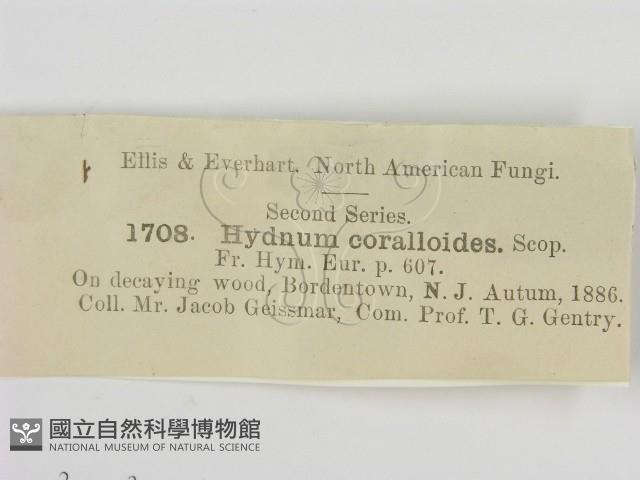 Ellis & Everhart. North American Fungi.
Second Series.
1708. Hydnum coralloides. Scop.
Fr. Hym. Eur. p. 607.
On decaying wood, Bordentown, N. J. Autum, 1886.
Coll. Mr. Jacob Geissmar, Com. Prof. T. G. Gentry.
國立自然科學博物館
NATIONAL MUSEUM OF NATURAL SCIENCE